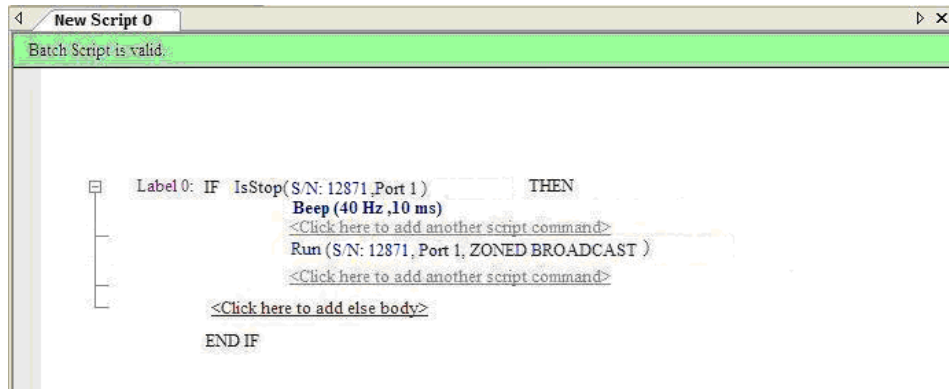 New Script 0
Batch Script is valid.
Label 0: IF IsStop( S/N: 12871 ,Port 1 ) THEN
Beep (40 Hz ,10 ms)
<Click here to add another script command>
Run (S/N: 12871, Port 1, ZONED BROADCAST )
<Click here to add another script command>
<Click here to add else body>
END IF